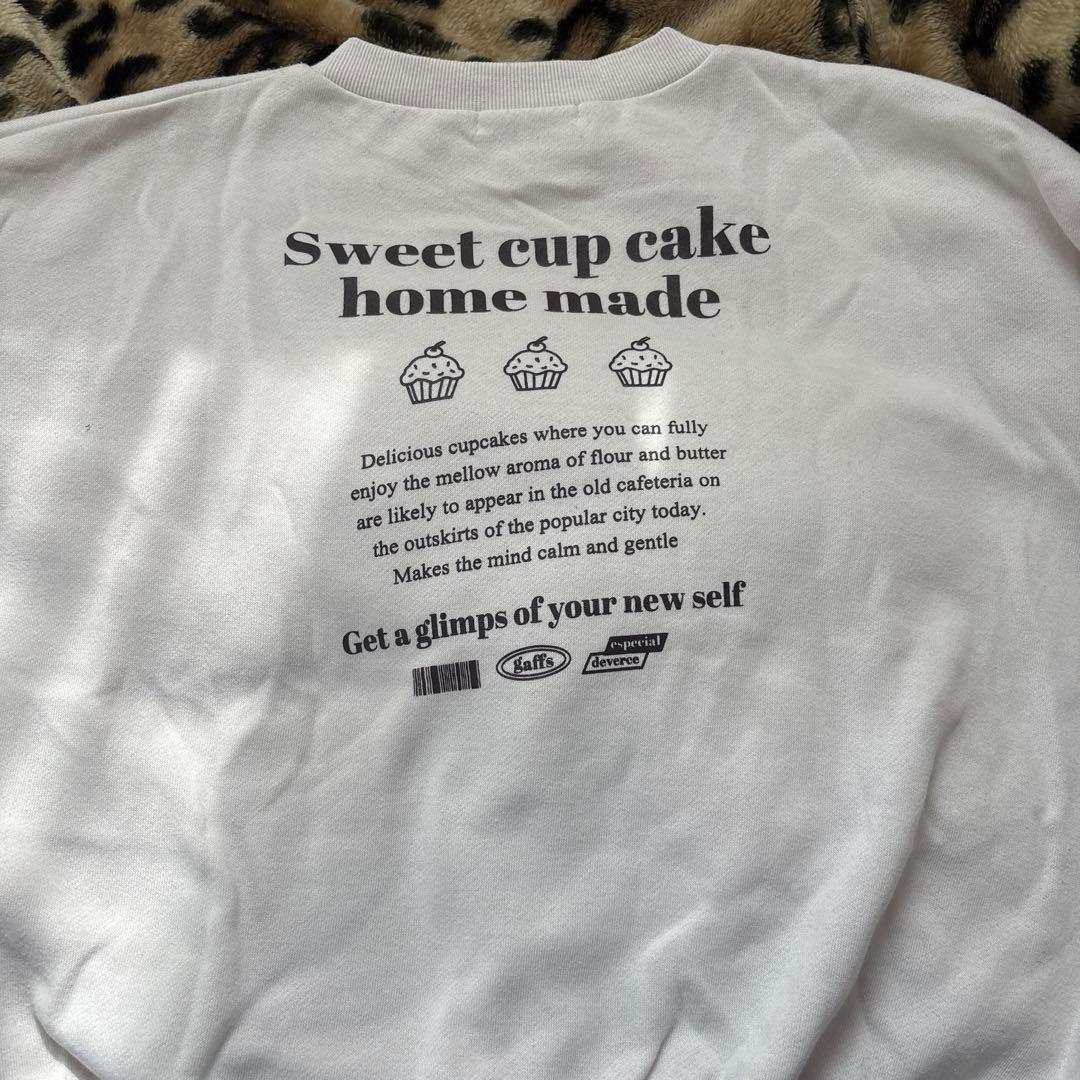 Sweet cup cake
home made
Delicious cupcakes where you can fully
enjoy the mellow aroma of flour and butter
are likely to appear in the old cafeteria on
the outskirts of the popular city today.
Makes the mind calm and gentle
Get a glimps of your new self
gaffs
especial
deverce